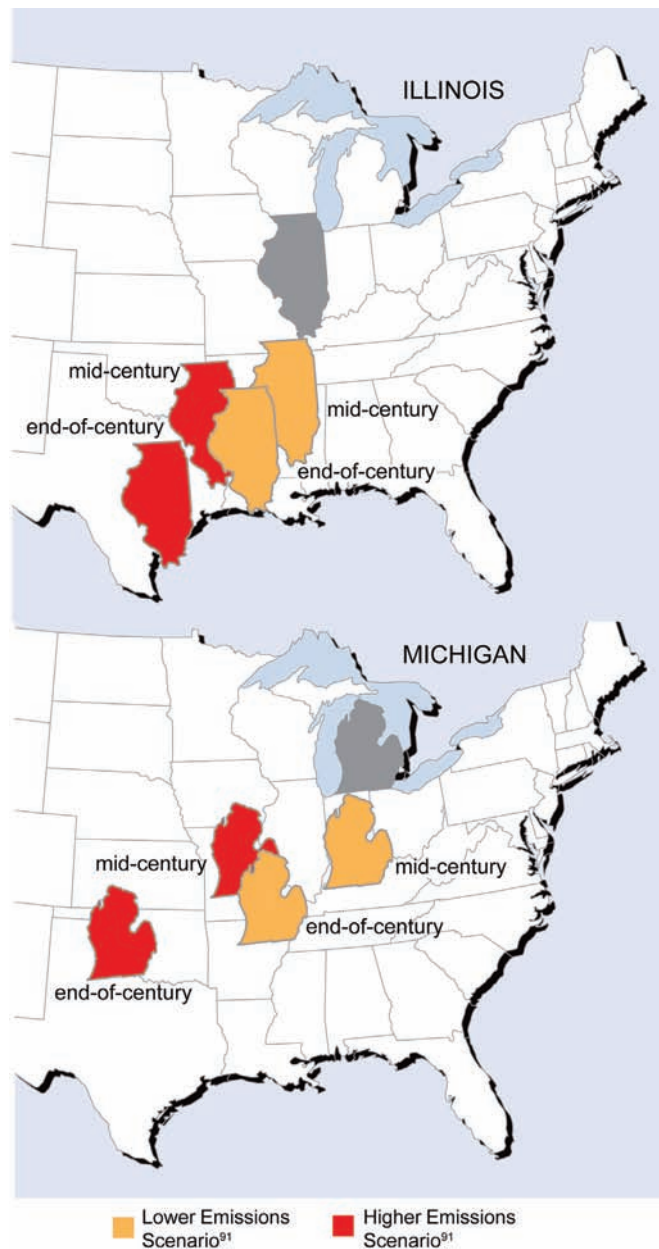 ILLINOIS
mid-century
end-of-century
mid-century
end-of-century
MICHIGAN
mid-century
mid-century
end-of-century
end-of-century
Lower Emissions
Scenario⁹¹
Higher Emissions
Scenario⁹¹